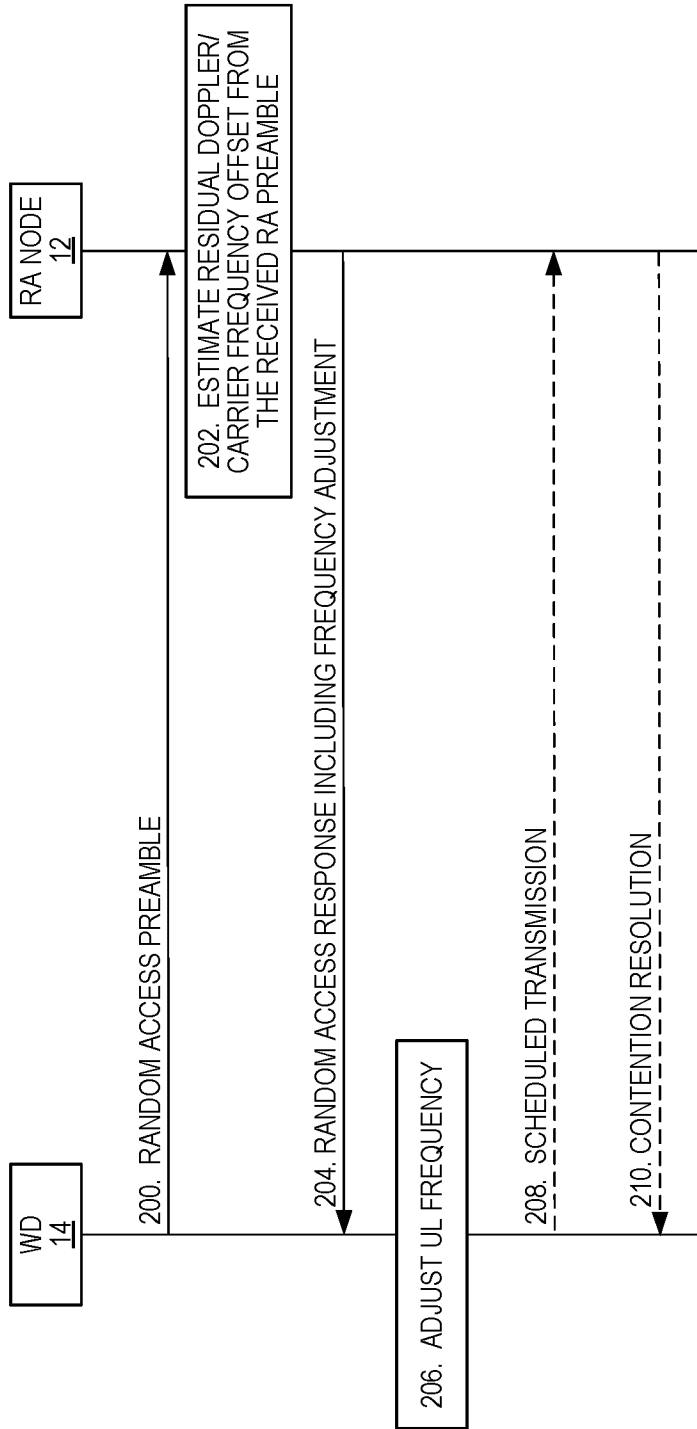 WD
14
RA NODE
12
200. RANDOM ACCESS PREAMBLE
202. ESTIMATE RESIDUAL DOPPLER/
CARRIER FREQUENCY OFFSET FROM
THE RECEIVED RA PREAMBLE
204. RANDOM ACCESS RESPONSE INCLUDING FREQUENCY ADJUSTMENT
206. ADJUST UL FREQUENCY
208. SCHEDULED TRANSMISSION
210. CONTENTION RESOLUTION